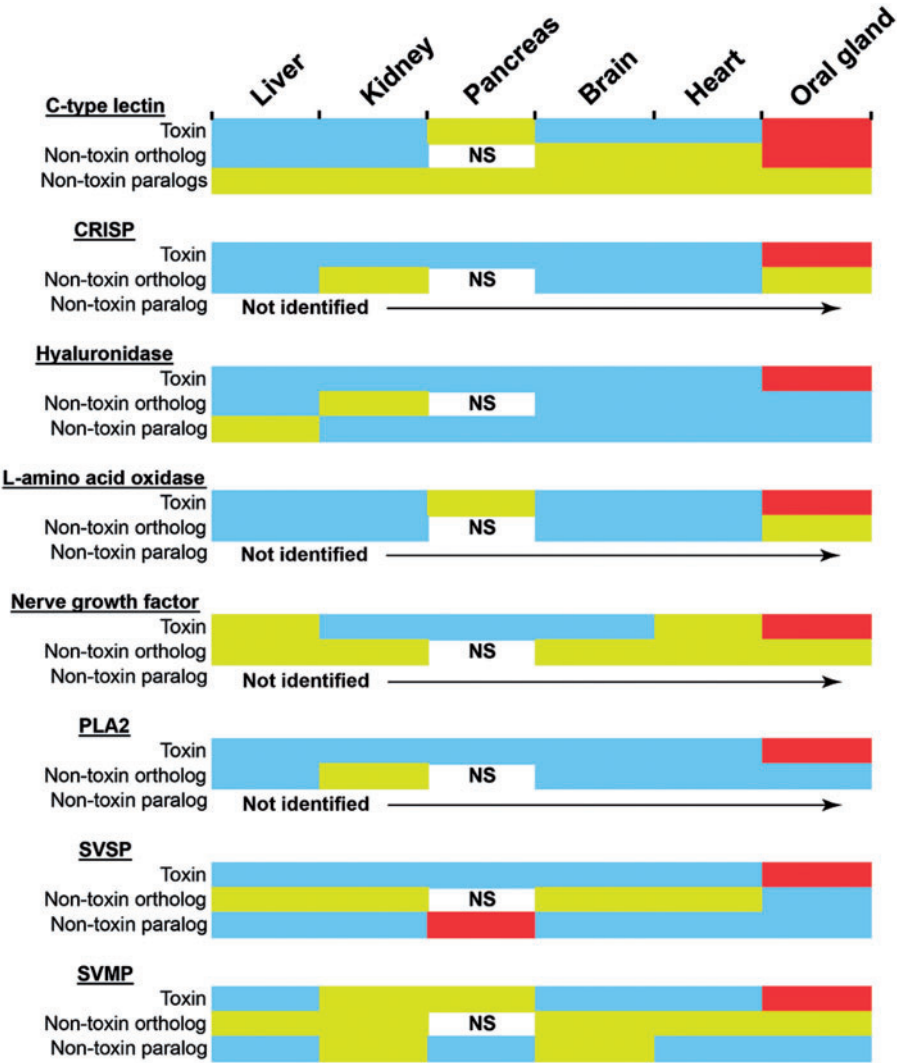 Liver Kidney Pancreas Brain Heart Oral gland
C-type lectin
Toxin
Non-toxin ortholog NS
Non-toxin paralogs
CRISP
Toxin
Non-toxin ortholog NS
Non-toxin paralog Not identified
Hyaluronidase
Toxin
Non-toxin ortholog NS
Non-toxin paralog
L-amino acid oxidase
Toxin
Non-toxin ortholog NS
Non-toxin paralog Not identified
Nerve growth factor
Toxin
Non-toxin ortholog NS
Non-toxin paralog Not identified
PLA2
Toxin
Non-toxin ortholog NS
Non-toxin paralog Not identified
SVSP
Toxin
Non-toxin ortholog NS
Non-toxin paralog
SVMP
Toxin
Non-toxin ortholog NS
Non-toxin paralog